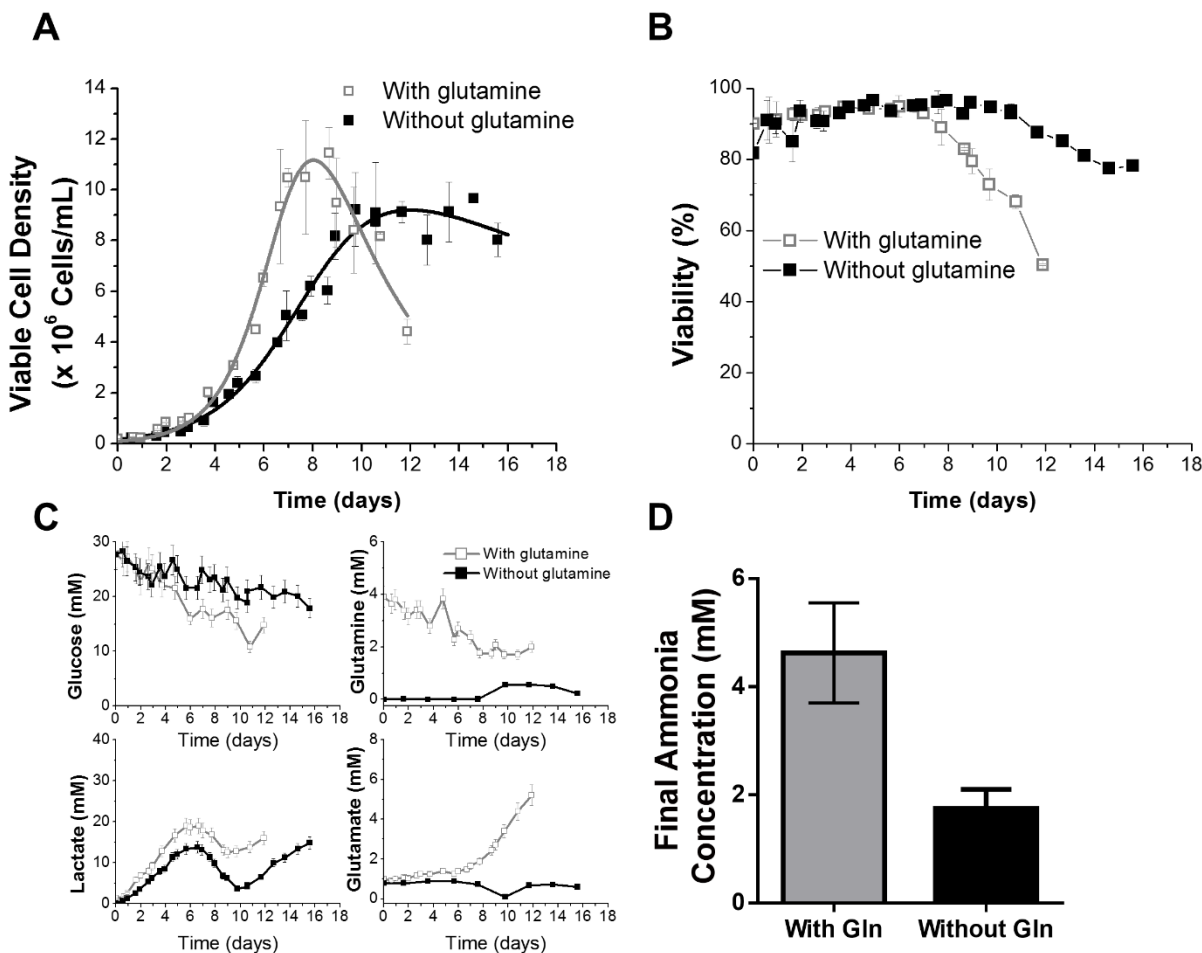 A
Viable Cell Density
(x 10⁶ Cells/mL)
14
12
10
8
6
4
2
0
With glutamine
Without glutamine
0 2 4 6 8 10 12 14 16 18
Time (days)
B
Viability (%)
100
80
60
40
20
0
With glutamine
Without glutamine
0 2 4 6 8 10 12 14 16 18
Time (days)
C
Glucose (mM)
30
20
10
0
0 2 4 6 8 10 12 14 16 18
Time (days)
Glutamine (mM)
6
4
2
0
With glutamine
Without glutamine
0 2 4 6 8 10 12 14 16 18
Time (days)
Lactate (mM)
40
30
20
10
0
0 2 4 6 8 10 12 14 16 18
Time (days)
Glutamate (mM)
8
6
4
2
0
0 2 4 6 8 10 12 14 16 18
Time (days)
D
Final Ammonia
Concentration (mM)
6
4
2
0
With Gln Without Gln